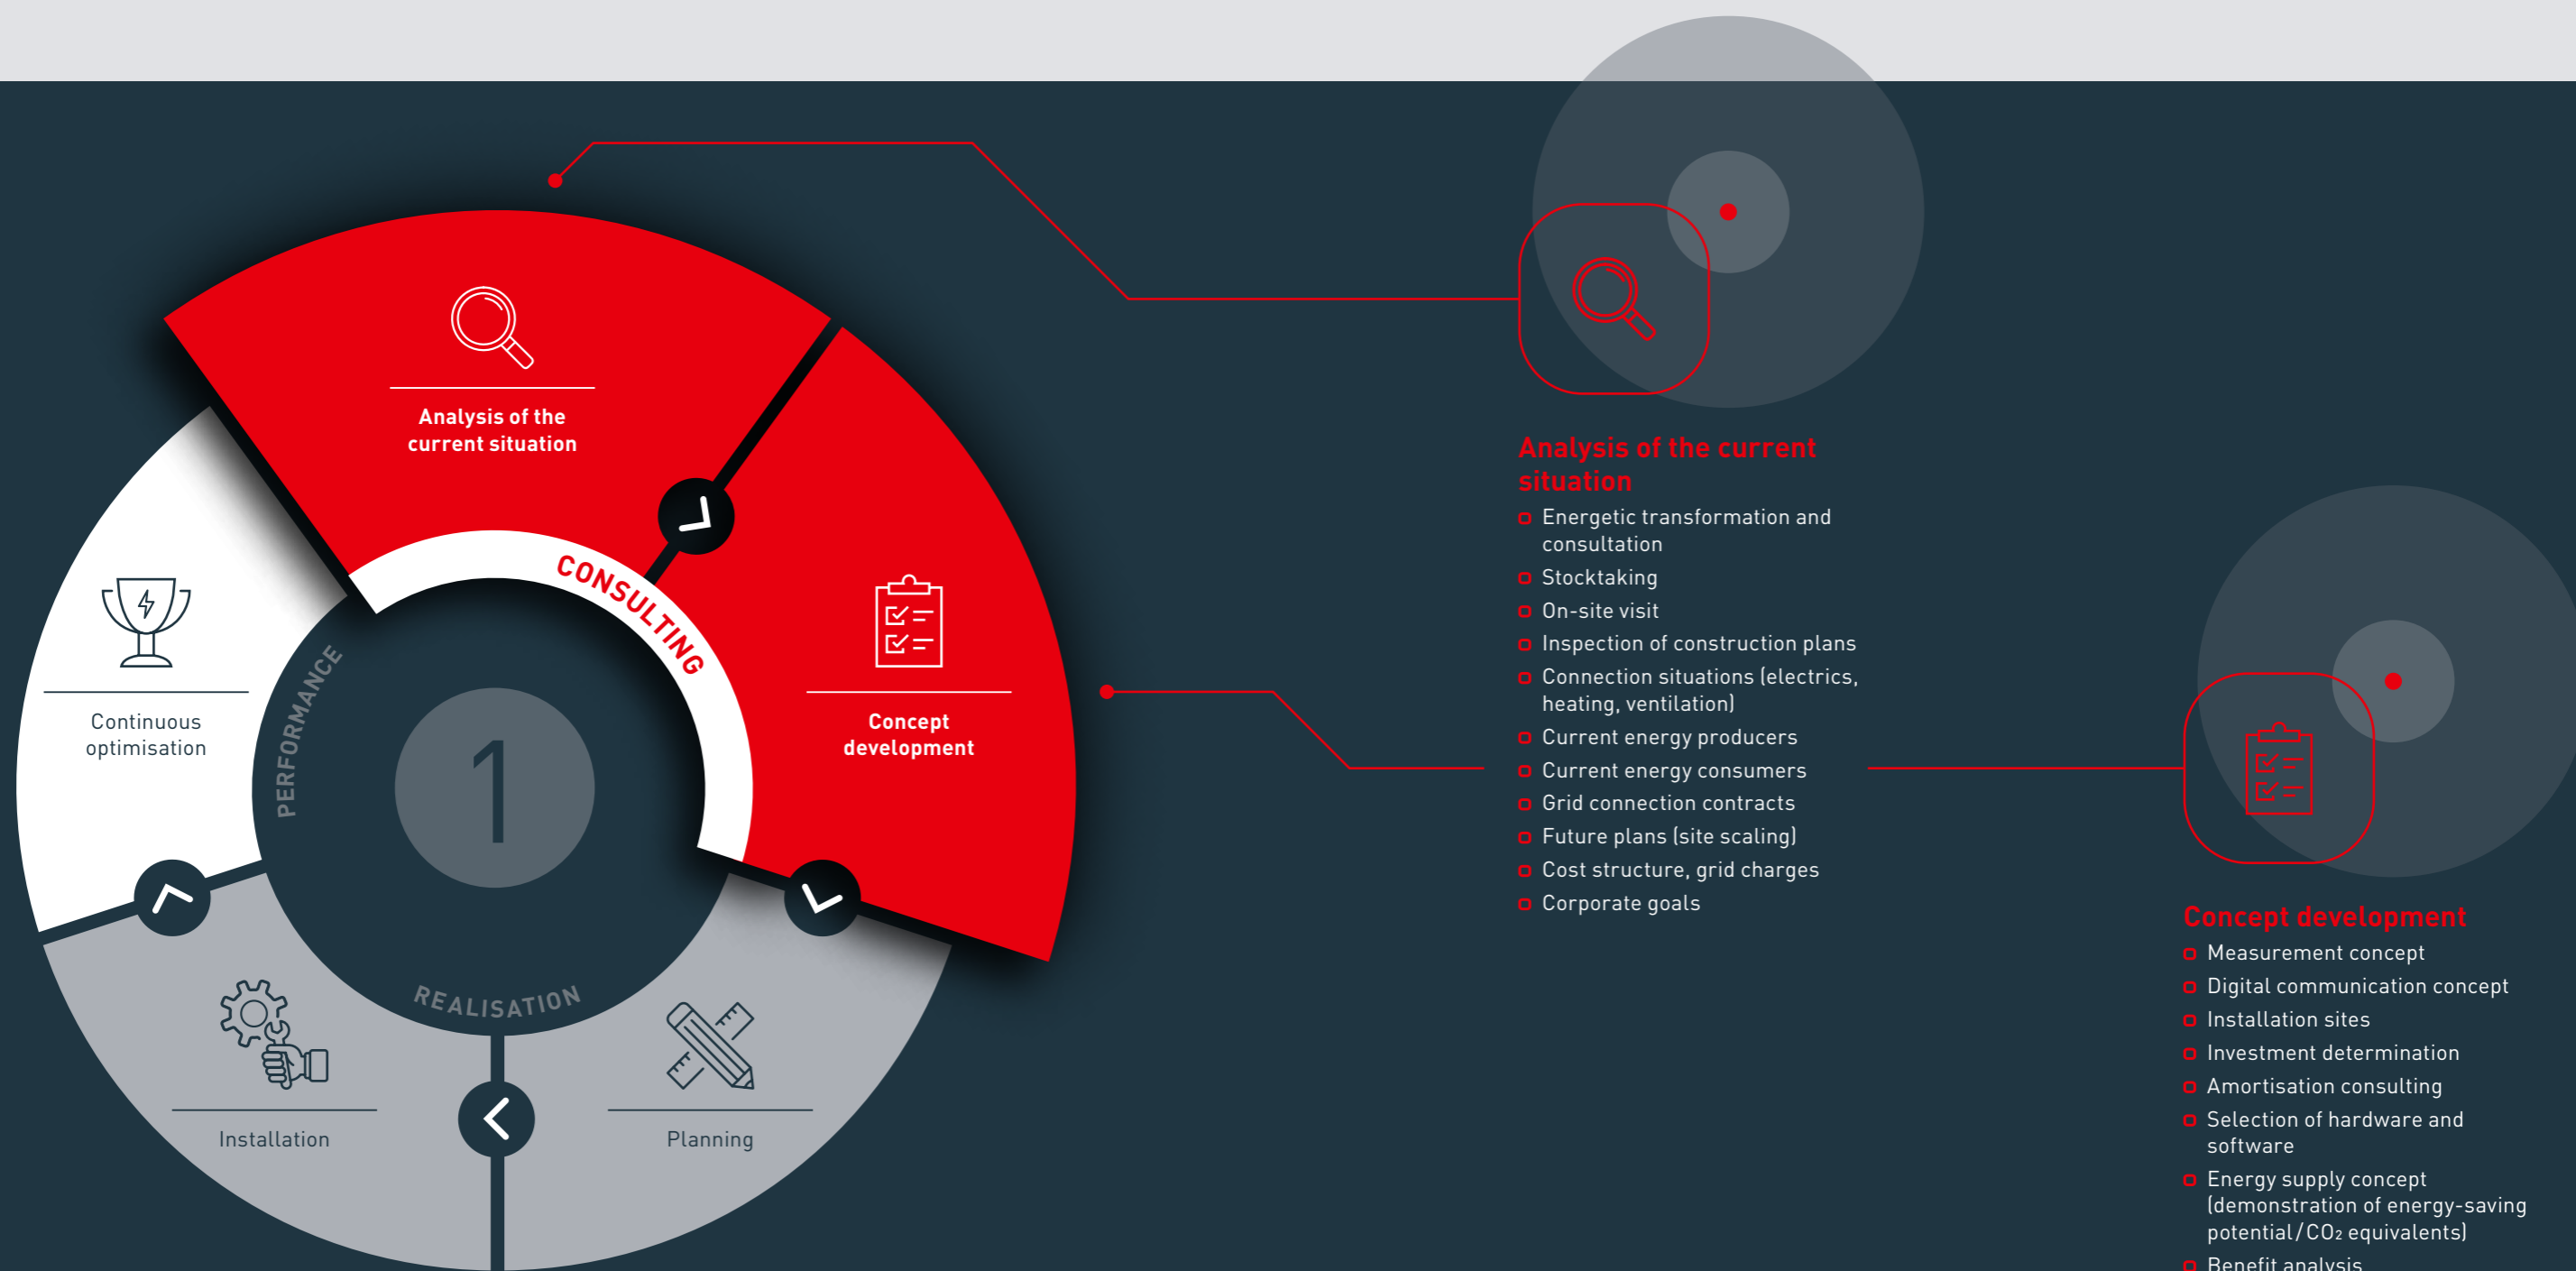 Analysis of the
current situation
CONSULTING
Concept
development
Continuous
optimisation
PERFORMANCE
1
REALISATION
Installation
Planning
Analysis of the current
situation
Energetic transformation and
consultation
Stocktaking
On-site visit
Inspection of construction plans
Connection situations (electrics,
heating, ventilation)
Current energy producers
Current energy consumers
Grid connection contracts
Future plans (site scaling)
Cost structure, grid charges
Corporate goals
Concept development
Measurement concept
Digital communication concept
Installation sites
Investment determination
Amortisation consulting
Selection of hardware and
software
Energy supply concept
(demonstration of energy-saving
potential/CO₂ equivalents)
Benefit analysis